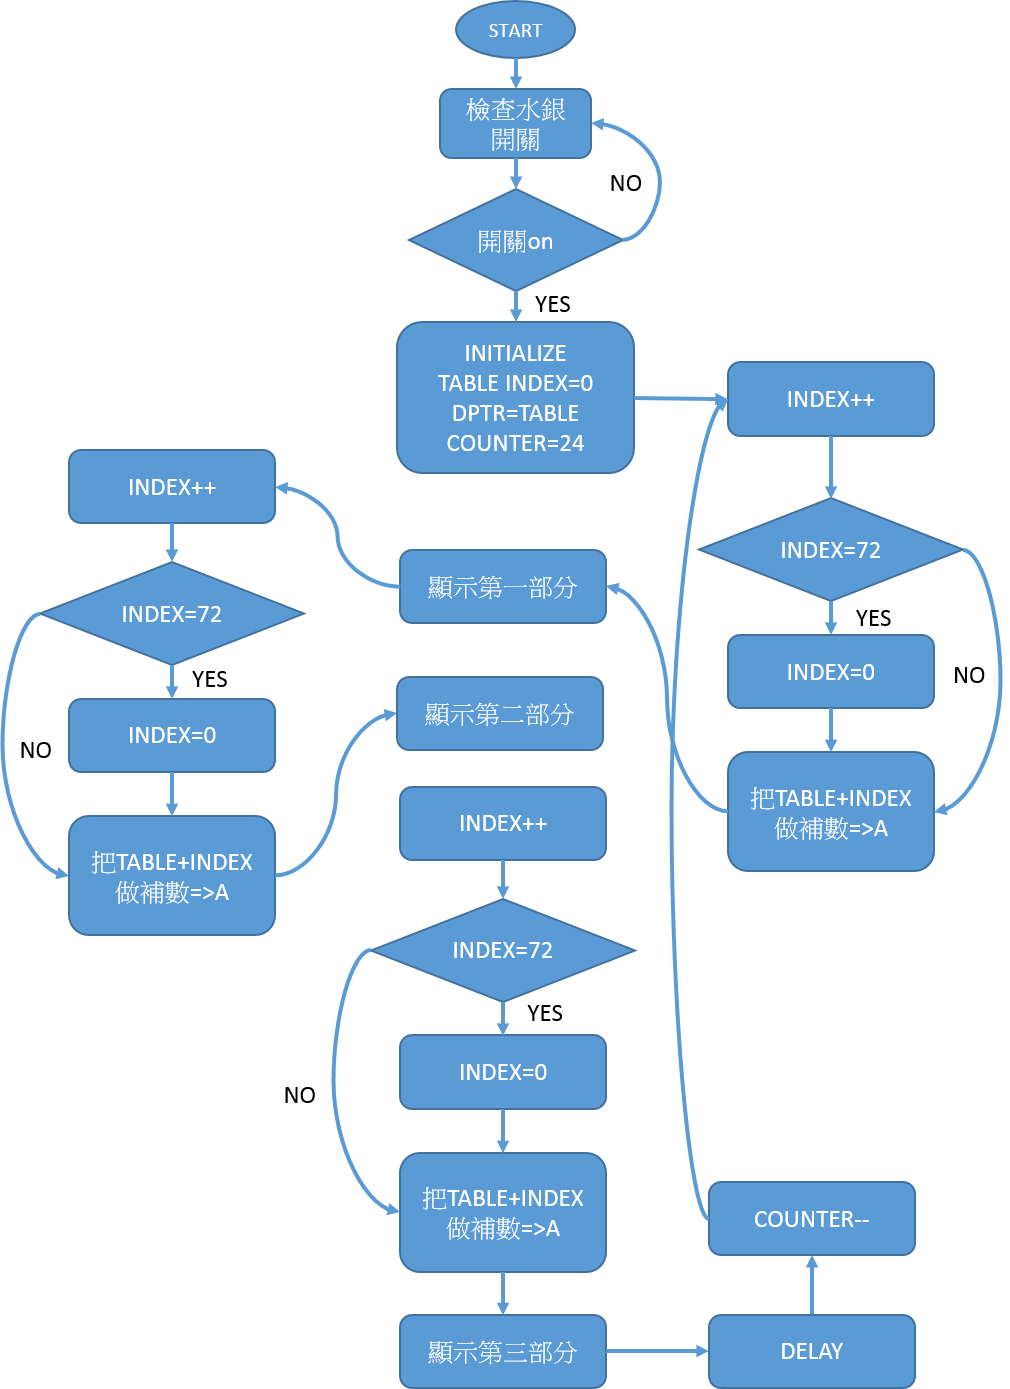 START
檢查水銀
開關
NO
開關on
YES
INITIALIZE
TABLE INDEX=0
DPTR=TABLE
COUNTER=24
INDEX++
INDEX=72
YES
INDEX=0
NO
把TABLE+INDEX
做補數=>A
顯示第一部分
INDEX++
INDEX=72
YES
INDEX=0
NO
把TABLE+INDEX
做補數=>A
顯示第二部分
INDEX++
INDEX=72
YES
INDEX=0
NO
把TABLE+INDEX
做補數=>A
顯示第三部分
DELAY
COUNTER--